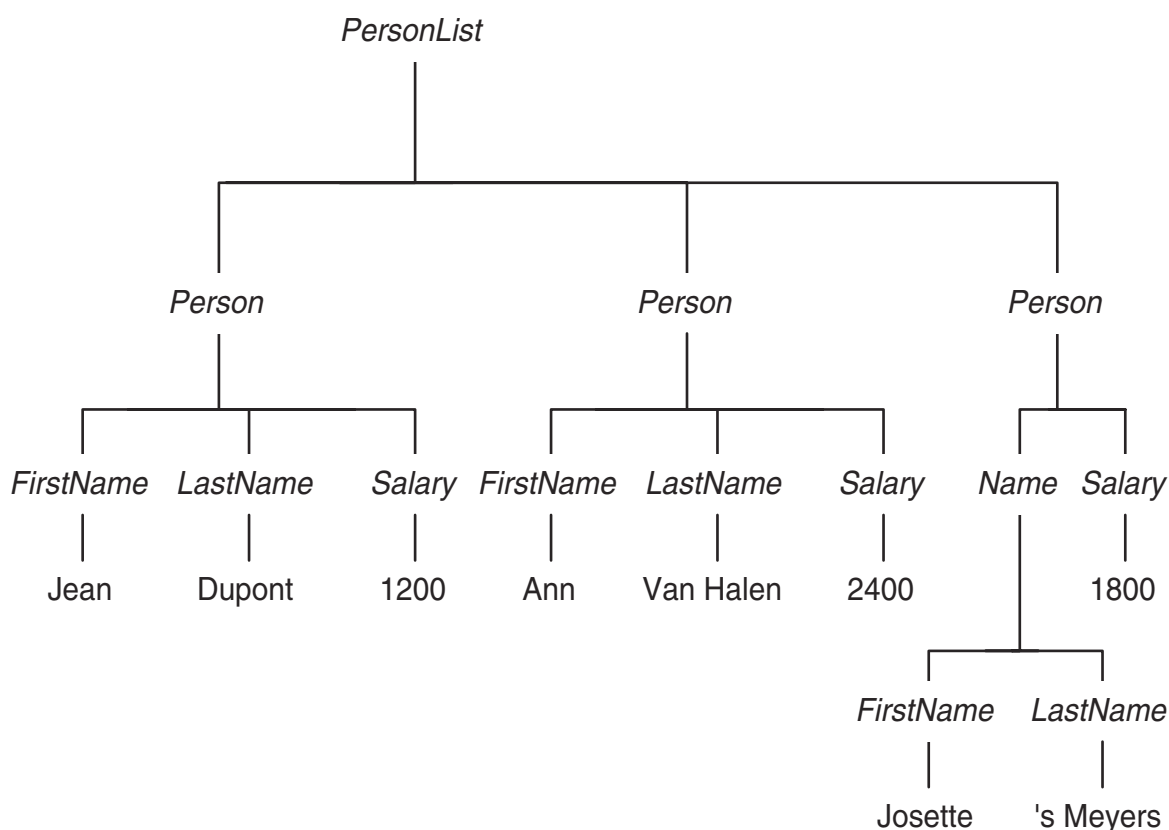 PersonList
Person Person Person
FirstName LastName Salary FirstName LastName Salary Name Salary
Jean Dupont 1200 Ann Van Halen 2400 1800
FirstName LastName
Josette 's Meyers